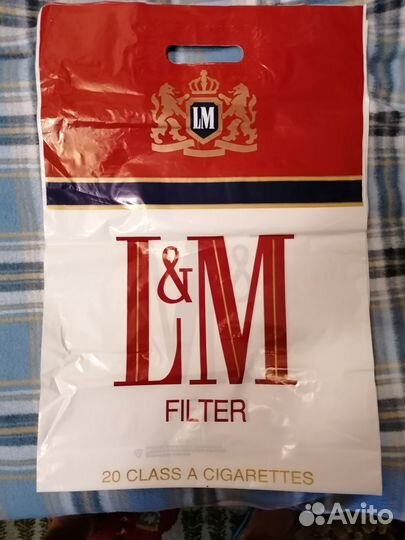 LM
L&M
FILTER
20 CLASS A CIGARETTES
Avito